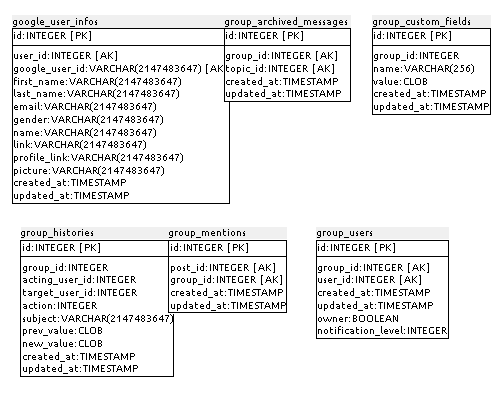 google_user_infos
id:INTEGER [PK]
user_id:INTEGER [AK]
google_user_id:VARCHAR(2147483647) [AK]
first_name:VARCHAR(2147483647)
last_name:VARCHAR(2147483647)
email:VARCHAR(2147483647)
gender:VARCHAR(2147483647)
name:VARCHAR(2147483647)
link:VARCHAR(2147483647)
profile_link:VARCHAR(2147483647)
picture:VARCHAR(2147483647)
created_at:TIMESTAMP
updated_at:TIMESTAMP
group_archived_messages
id:INTEGER [PK]
group_id:INTEGER [AK]
topic_id:INTEGER [AK]
created_at:TIMESTAMP
updated_at:TIMESTAMP
group_custom_fields
id:INTEGER [PK]
group_id:INTEGER
name:VARCHAR(256)
value:CLOB
created_at:TIMESTAMP
updated_at:TIMESTAMP
group_histories
id:INTEGER [PK]
group_id:INTEGER
acting_user_id:INTEGER
target_user_id:INTEGER
action:INTEGER
subject:VARCHAR(2147483647)
prev_value:CLOB
new_value:CLOB
created_at:TIMESTAMP
updated_at:TIMESTAMP
group_mentions
id:INTEGER [PK]
post_id:INTEGER [AK]
group_id:INTEGER [AK]
created_at:TIMESTAMP
updated_at:TIMESTAMP
group_users
id:INTEGER [PK]
group_id:INTEGER [AK]
user_id:INTEGER [AK]
created_at:TIMESTAMP
updated_at:TIMESTAMP
owner:BOOLEAN
notification_level:INTEGER